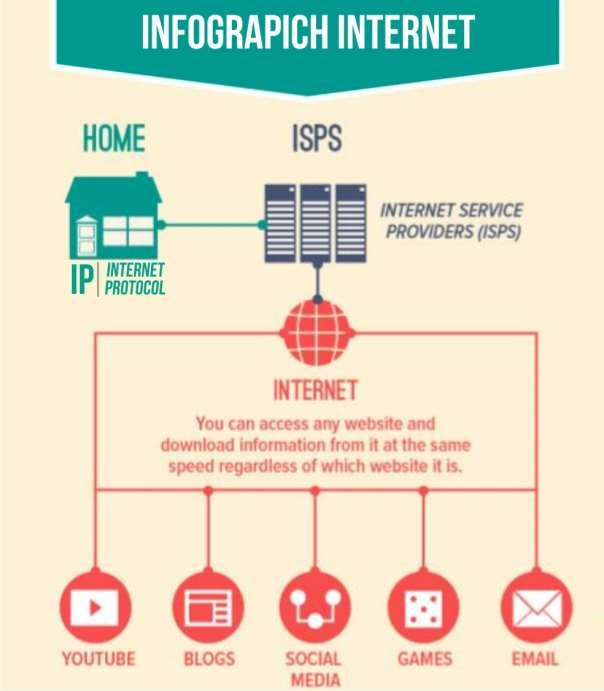 INFOGRAPICH INTERNET
HOME
ISPS
INTERNET SERVICE
PROVIDERS (ISPS)
IP
INTERNET
PROTOCOL
INTERNET
You can access any website and
download information from it at the same
speed regardless of which website it is.
YOUTUBE
BLOGS
SOCIAL
MEDIA
GAMES
EMAIL